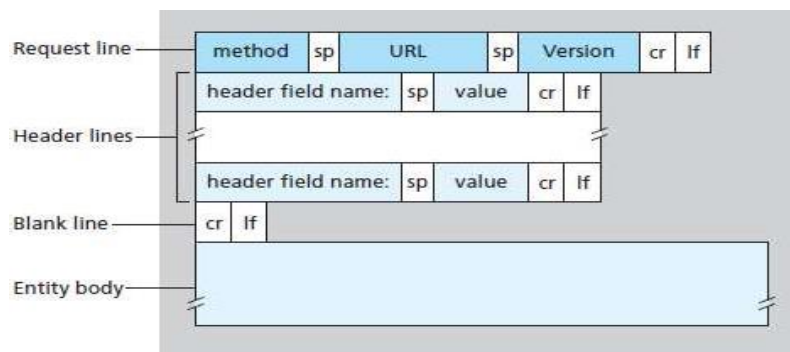 Request line method sp URL sp Version cr lf
header field name: sp value cr lf
Header lines
header field name: sp value cr lf
Blank line cr lf
Entity body